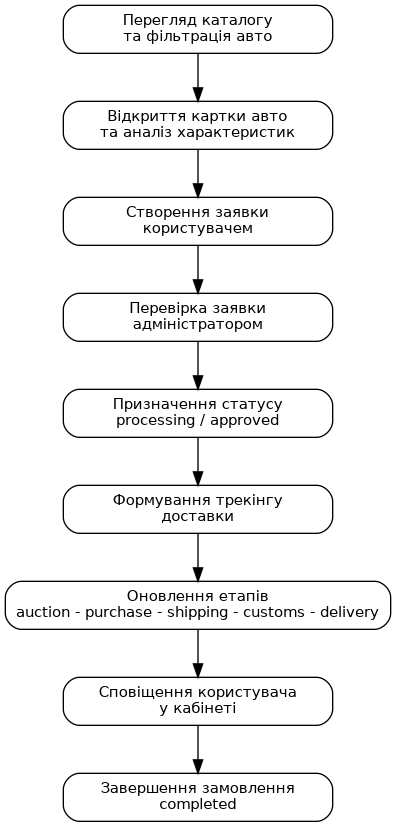 Перегляд каталогу
та фільтрація авто
Відкриття картки авто
та аналіз характеристик
Створення заявки
користувачем
Перевірка заявки
адміністратором
Призначення статусу
processing / approved
Формування трекінгу
доставки
Оновлення етапів
auction - purchase - shipping - customs - delivery
Сповіщення користувача
у кабінеті
Завершення замовлення
completed